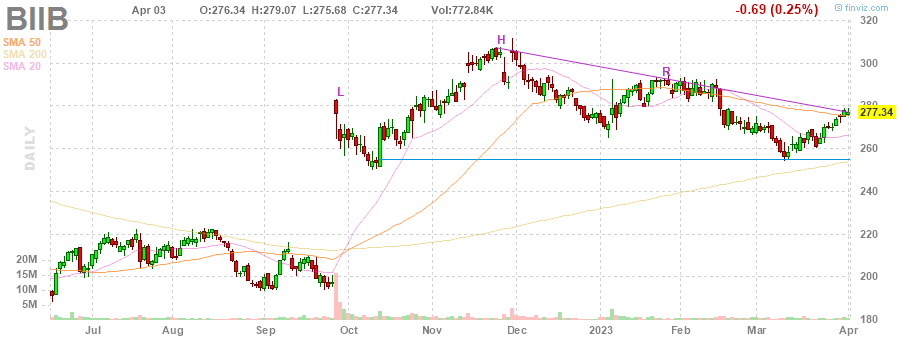 BIIB Apr 03 O:276.34 H:279.07 L:275.68 C:277.34 Vol:772.84K -0.69 (0.25%) © finviz.com
SMA 50
SMA 200
SMA 20
DAILY
L
H
R
320
300
280
277.34
260
240
220
200
180
20M
15M
10M
5M
Jul Aug Sep Oct Nov Dec 2023 Feb Mar Apr